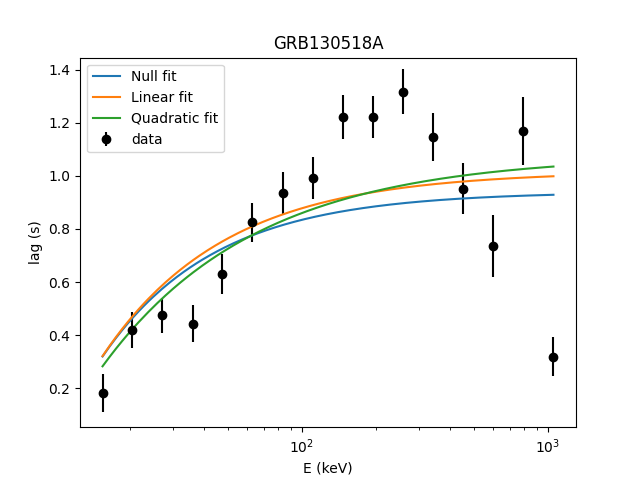 GRB130518A
Null fit
Linear fit
Quadratic fit
data
lag (s)
1.4
1.2
1.0
0.8
0.6
0.4
0.2
10²
10³
E (keV)